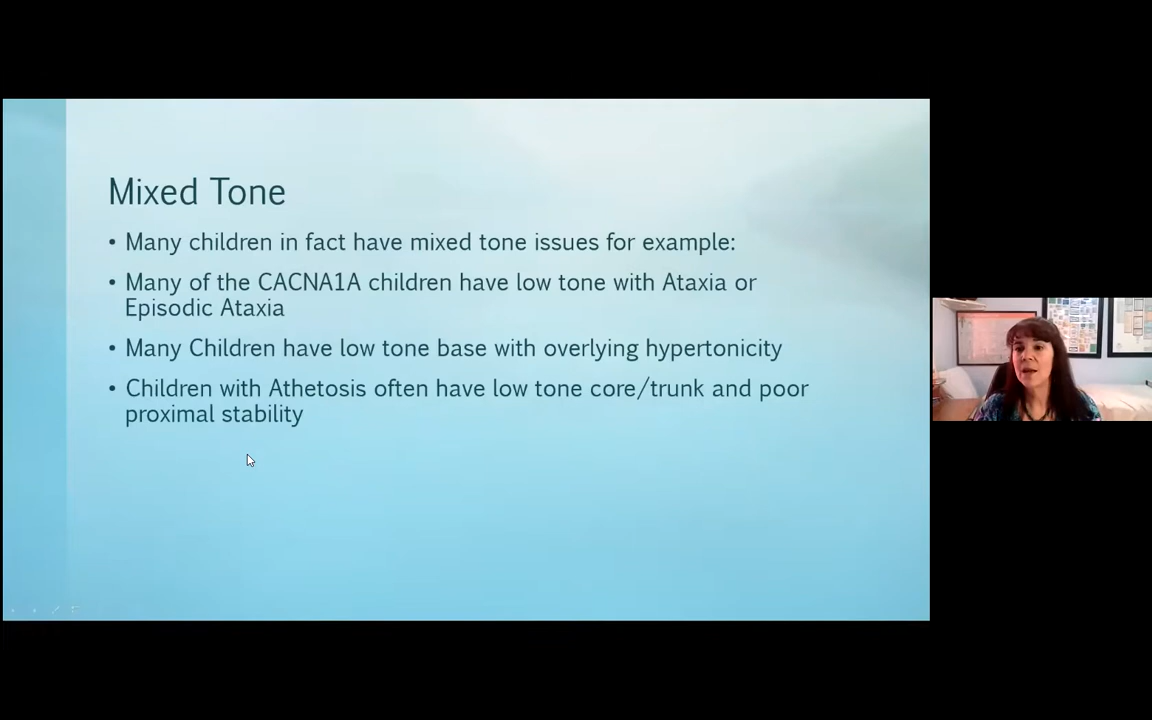 Mixed Tone
• Many children in fact have mixed tone issues for example:
• Many of the CACNA1A children have low tone with Ataxia or
Episodic Ataxia
• Many Children have low tone base with overlying hypertonicity
• Children with Athetosis often have low tone core/trunk and poor
proximal stability